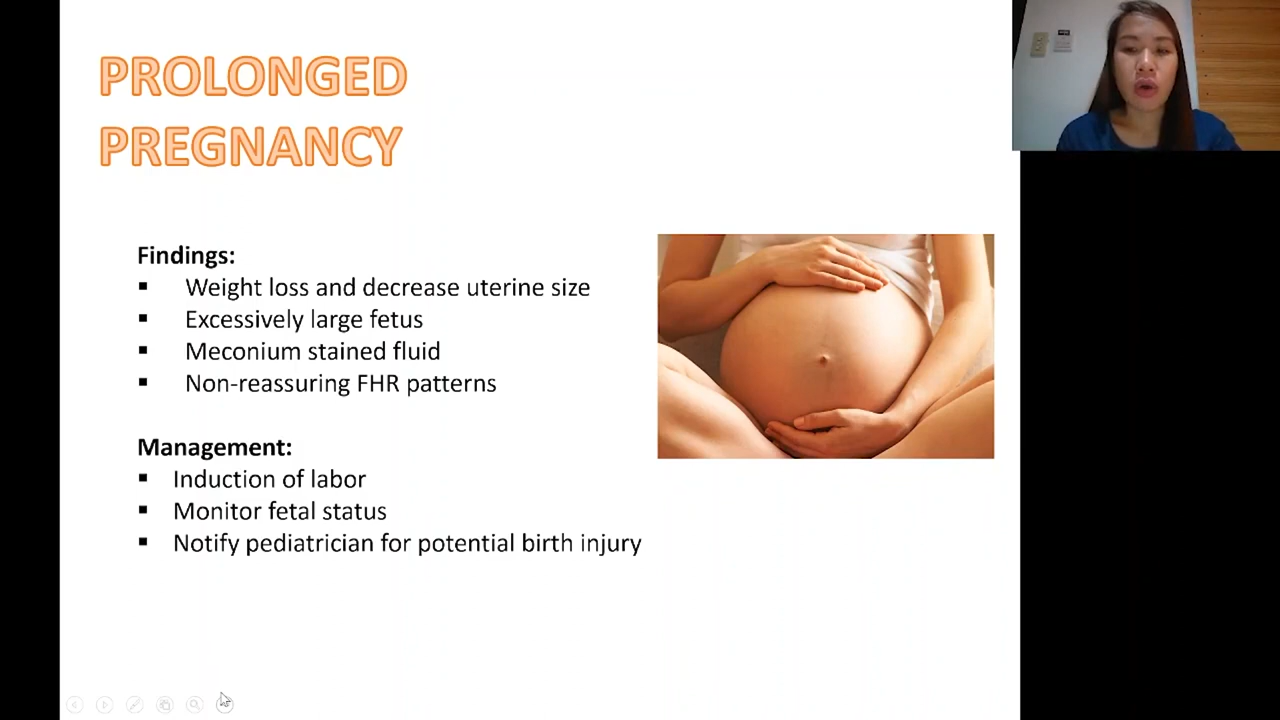 PROLONGED
PREGNANCY
Findings:
▪ Weight loss and decrease uterine size
▪ Excessively large fetus
▪ Meconium stained fluid
▪ Non-reassuring FHR patterns
Management:
▪ Induction of labor
▪ Monitor fetal status
▪ Notify pediatrician for potential birth injury